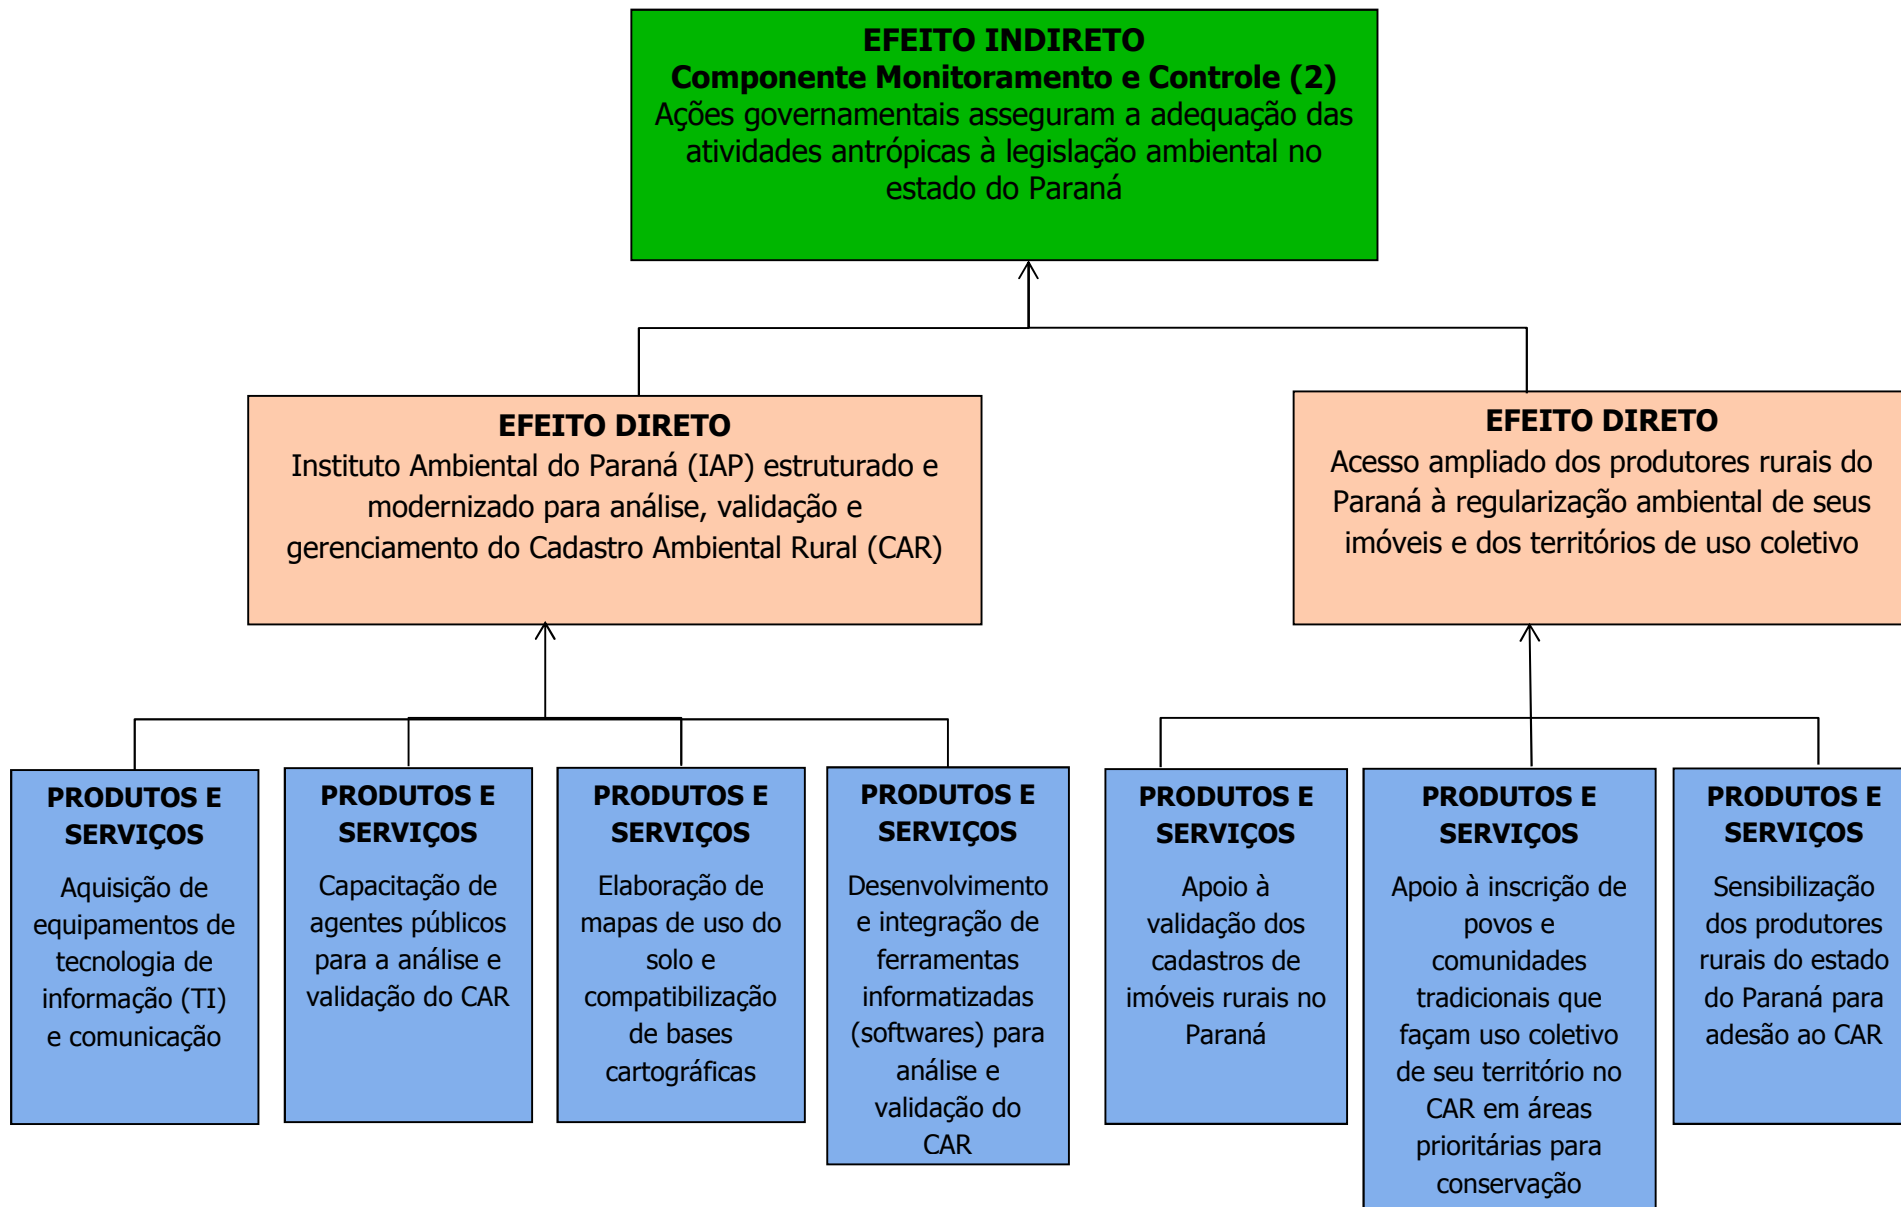 EFEITO INDIRETO
Componente Monitoramento e Controle (2)
Ações governamentais asseguram a adequação das
atividades antrópicas à legislação ambiental no
estado do Paraná
EFEITO DIRETO
Instituto Ambiental do Paraná (IAP) estruturado e
modernizado para análise, validação e
gerenciamento do Cadastro Ambiental Rural (CAR)
EFEITO DIRETO
Acesso ampliado dos produtores rurais do
Paraná à regularização ambiental de seus
imóveis e dos territórios de uso coletivo
PRODUTOS E
SERVIÇOS
Aquisição de
equipamentos de
tecnologia de
informação (TI)
e comunicação
PRODUTOS E
SERVIÇOS
Capacitação de
agentes públicos
para a análise e
validação do CAR
PRODUTOS E
SERVIÇOS
Elaboração de
mapas de uso do
solo e
compatibilização
de bases
cartográficas
PRODUTOS E
SERVIÇOS
Desenvolvimento
e integração de
ferramentas
informatizadas
(softwares) para
análise e
validação do
CAR
PRODUTOS E
SERVIÇOS
Apoio à
validação dos
cadastros de
imóveis rurais no
Paraná
PRODUTOS E
SERVIÇOS
Apoio à inscrição de
povos e
comunidades
tradicionais que
façam uso coletivo
de seu território no
CAR em áreas
prioritárias para
conservação
PRODUTOS E
SERVIÇOS
Sensibilização
dos produtores
rurais do estado
do Paraná para
adesão ao CAR